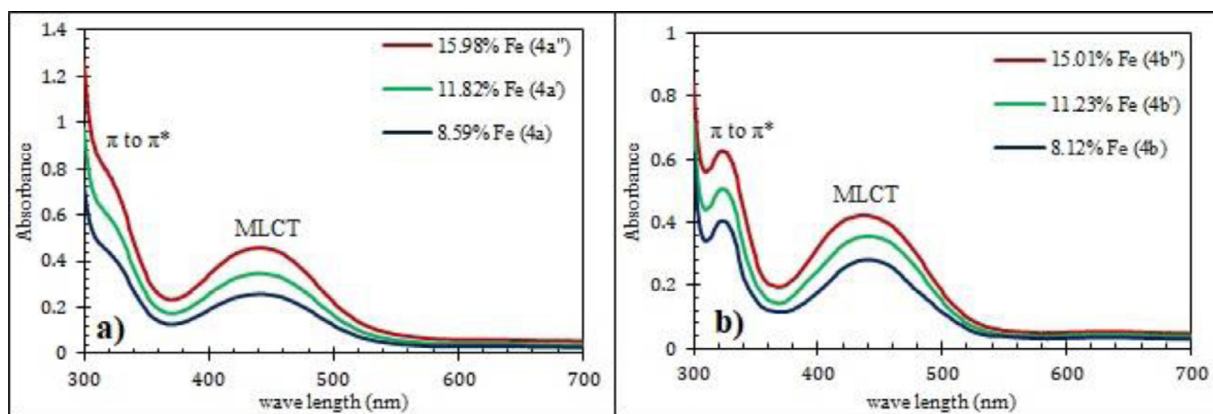 1.4
1.2
1
0.8
0.6
0.4
0.2
0
Absorbance
15.98% Fe (4a'')
11.82% Fe (4a')
8.59% Fe (4a)
π to π*
MLCT
a)
300 400 500 600 700
wave length (nm)
1
0.8
0.6
0.4
0.2
0
Absorbance
15.01% Fe (4b'')
11.23% Fe (4b')
8.12% Fe (4b)
π to π*
MLCT
b)
300 400 500 600 700
wave length (nm)